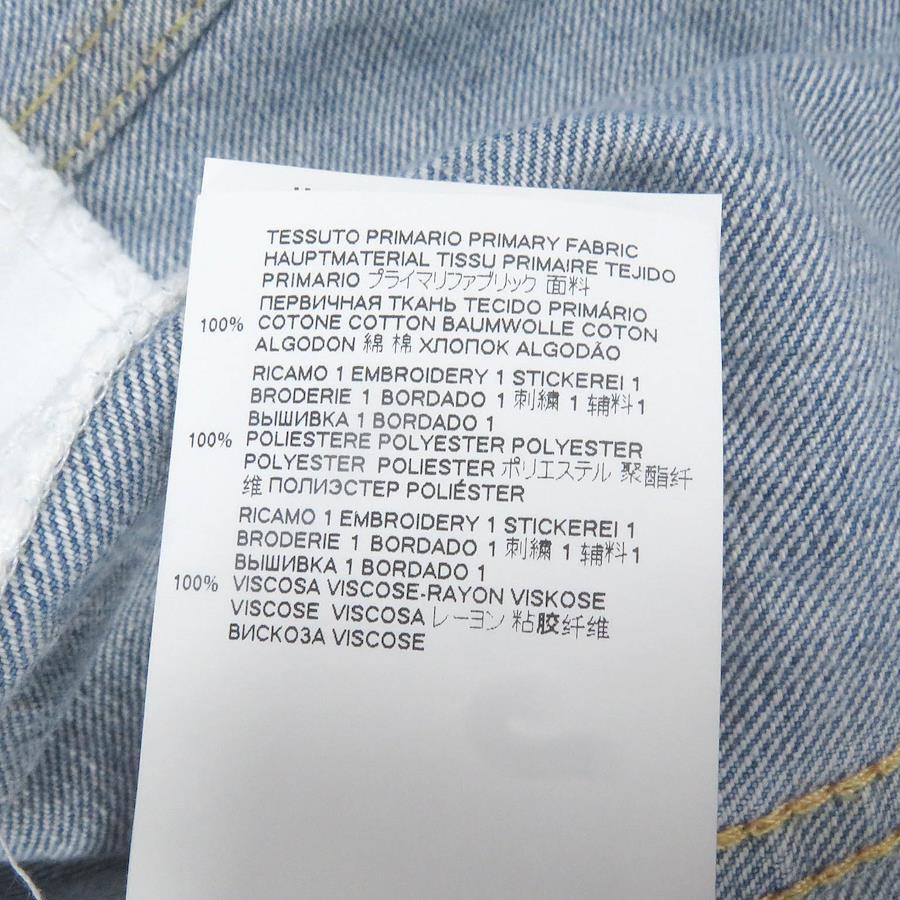 TESSUTO PRIMARIO PRIMARY FABRIC
HAUPTMATERIAL TISSU PRIMAIRE TEJIDO
PRIMARIO プライマリファブリック 面料
ПЕРВИЧНАЯ ТКАНЬ TECIDO PRIMÁRIO
100% COTONE COTTON BAUMWOLLE COTON
ALGODON 綿 棉 ХЛОПОК ALGODÃO
RICAMO 1 EMBROIDERY 1 STICKEREI 1
BRODERIE 1 BORDADO 1 刺繍 1 辅料1
ВЫШИВКА 1 BORDADO 1
100% POLIESTERE POLYESTER POLYESTER
POLYESTER POLIESTER ポリエステル 聚酯纤
维 ПОЛИЭСТЕР POLIÉSTER
RICAMO 1 EMBROIDERY 1 STICKEREI 1
BRODERIE 1 BORDADO 1 刺繍 1 辅料1
ВЫШИВКА 1 BORDADO 1
100% VISCOSA VISCOSE-RAYON VISKOSE
VISCOSE VISCOSA レーヨン 粘胶纤维
ВИСКОЗА VISCOSE